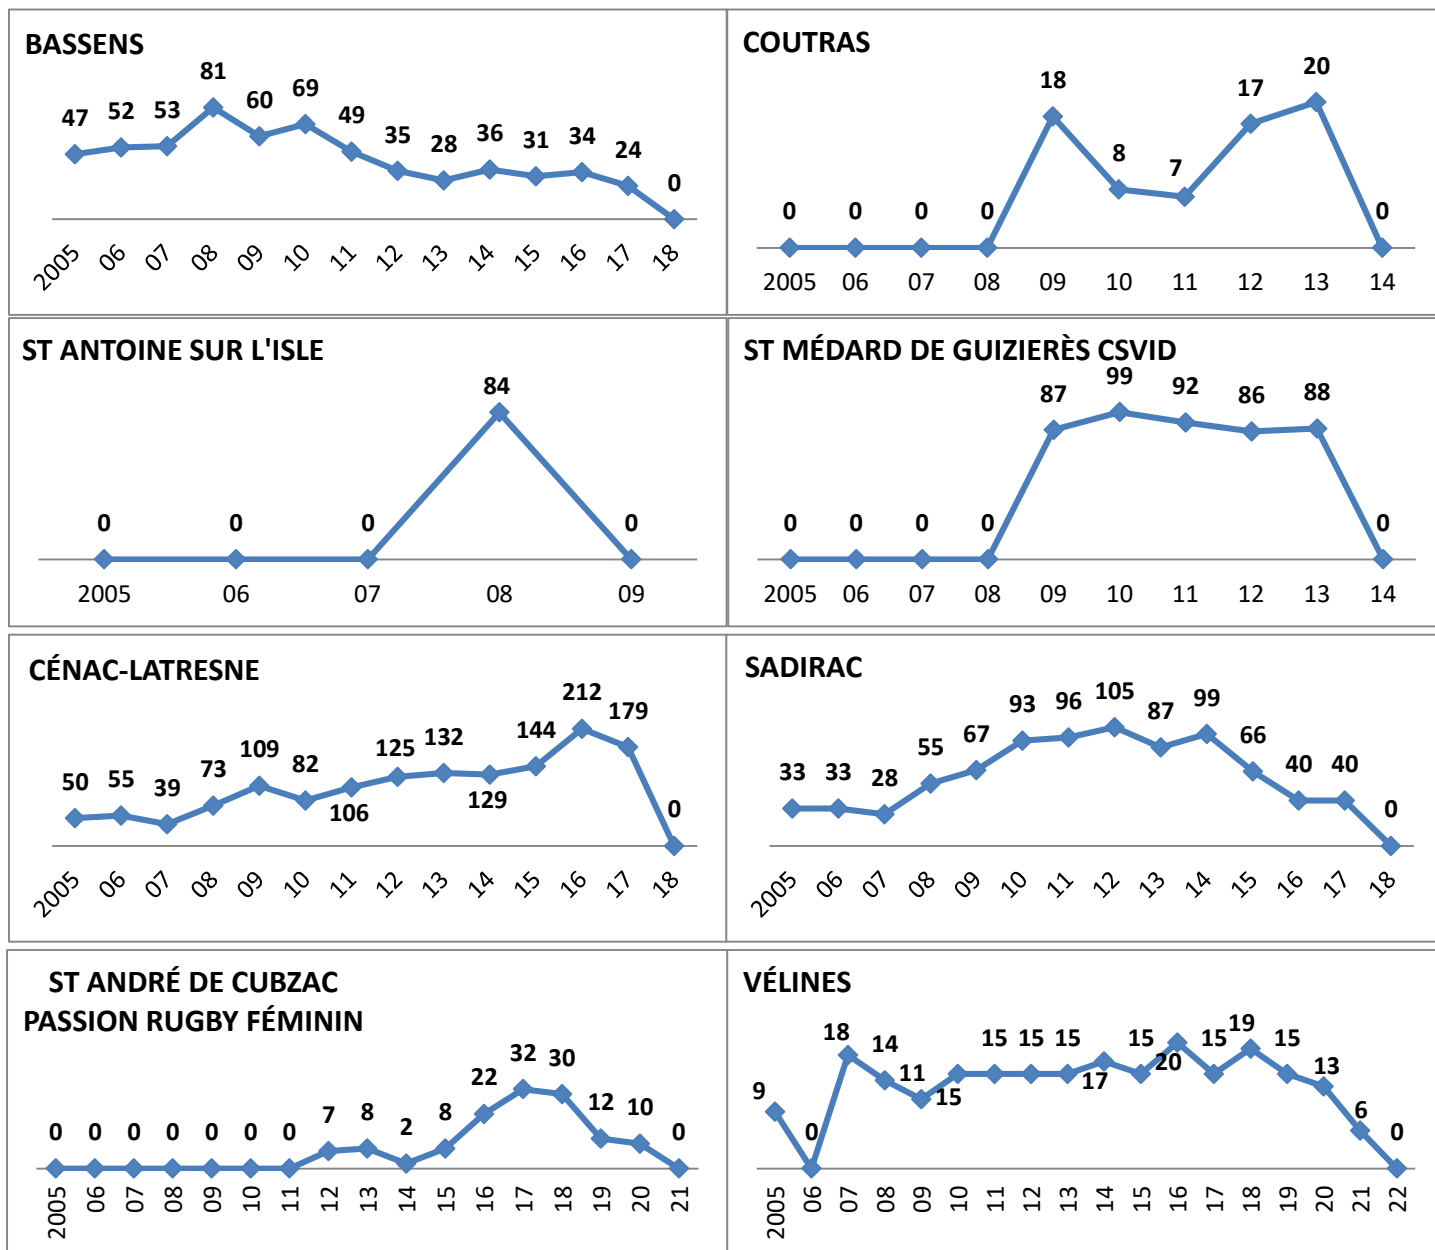 BASSENS
47 52 53 81 60 69 49 35 28 36 31 34 24 0
2005 06 07 08 09 10 11 12 13 14 15 16 17 18
COUTRAS
0 0 0 0 18 8 7 17 20 0
2005 06 07 08 09 10 11 12 13 14
ST ANTOINE SUR L'ISLE
0 0 0 84 0
2005 06 07 08 09
ST MÉDARD DE GUIZIERÈS CSVID
0 0 0 0 87 99 92 86 88 0
2005 06 07 08 09 10 11 12 13 14
CÉNAC-LATRESNE
50 55 39 73 109 82 106 125 132 129 144 212 179 0
2005 06 07 08 09 10 11 12 13 14 15 16 17 18
SADIRAC
33 33 28 55 67 93 96 105 87 99 66 40 40 0
2005 06 07 08 09 10 11 12 13 14 15 16 17 18
ST ANDRÉ DE CUBZAC
PASSION RUGBY FÉMININ
0 0 0 0 0 0 0 7 8 2 8 22 32 30 12 10 0
2005 06 07 08 09 10 11 12 13 14 15 16 17 18 19 20 21
VÉLINES
9 0 18 14 11 15 15 15 15 17 15 20 15 19 15 13 6 0
2005 06 07 08 09 10 11 12 13 14 15 16 17 18 19 20 21 22